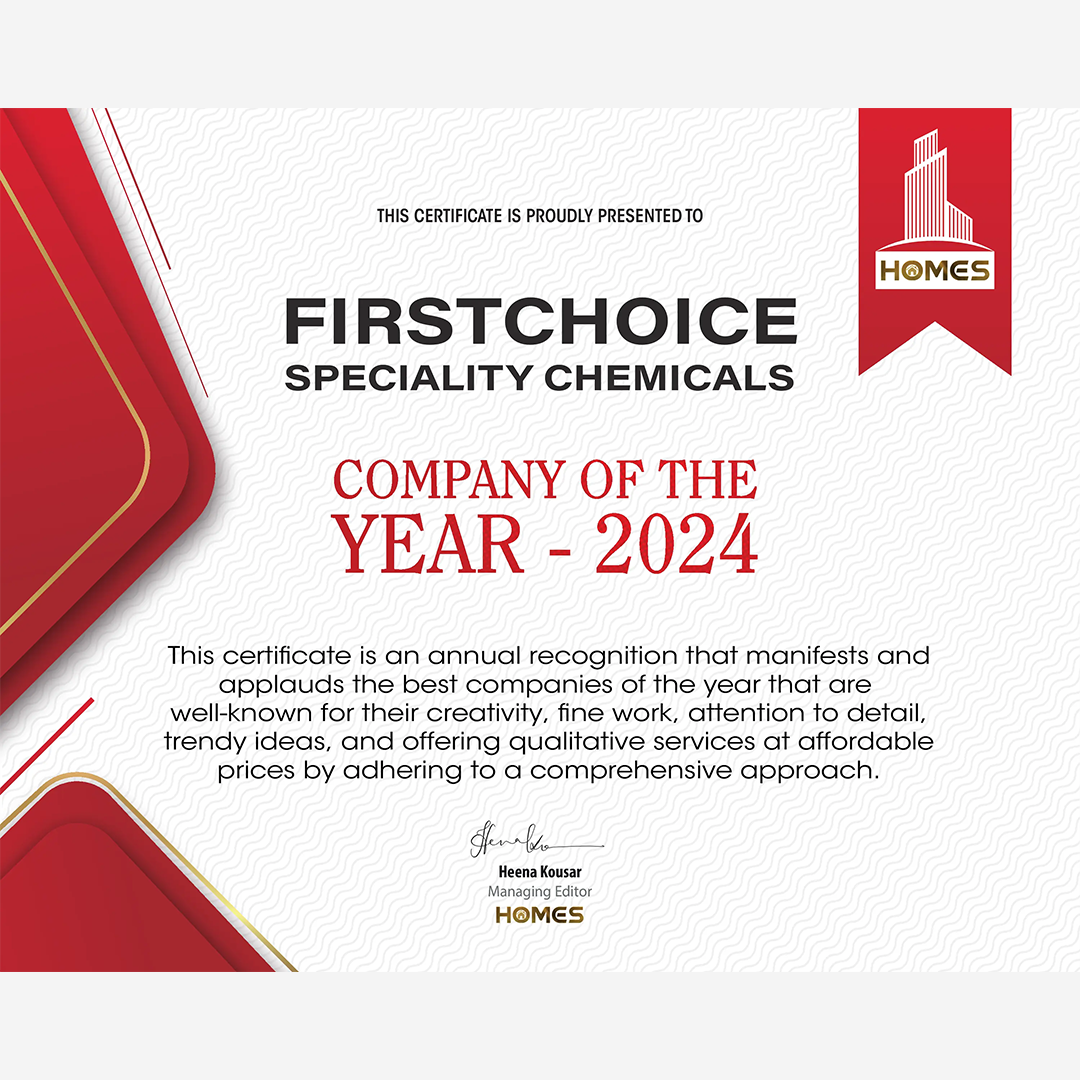 THIS CERTIFICATE IS PROUDLY PRESENTED TO
HOMES
FIRSTCHOICE
SPECIALITY CHEMICALS
COMPANY OF THE
YEAR - 2024
This certificate is an annual recognition that manifests and
applauds the best companies of the year that are
well-known for their creativity, fine work, attention to detail,
trendy ideas, and offering qualitative services at affordable
prices by adhering to a comprehensive approach.
Heena Kousar
Managing Editor
HOMES